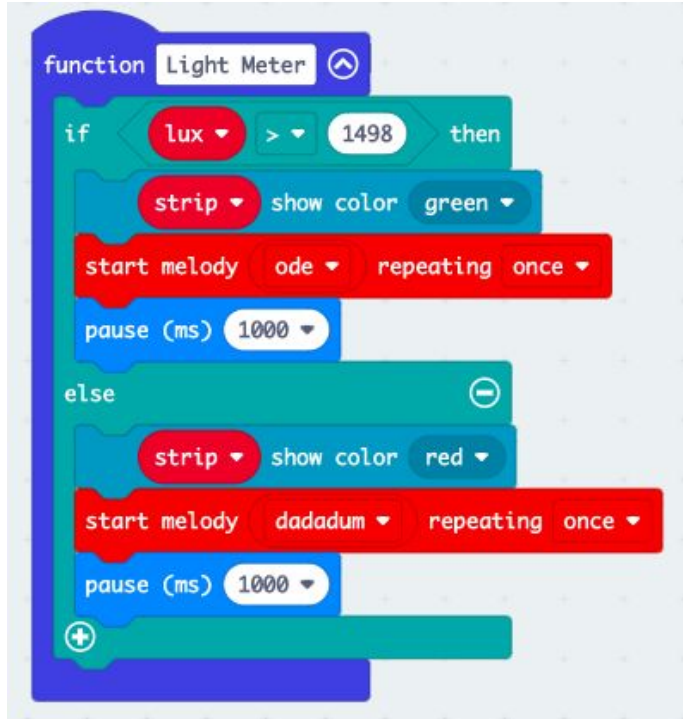 function Light Meter
if lux > 1498 then
strip show color green
start melody ode repeating once
pause (ms) 1000
else
strip show color red
start melody dadadum repeating once
pause (ms) 1000